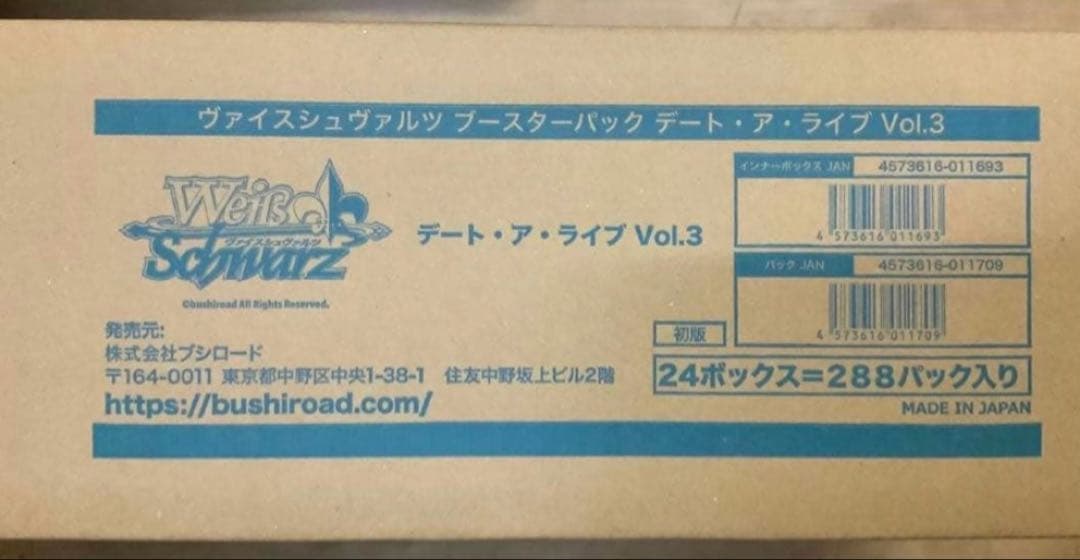 ヴァイスシュヴァルツ ブースターパック デート・ア・ライブ Vol.3
Weiß
ヴァイスシュヴァルツ
Schwarz
©bushiroad All Rights Reserved.
デート・ア・ライブ Vol.3
インナーボックス JAN 4573616-011693
4 573616 011693
パック JAN 4573616-011709
4 573616 011709
発売元:
株式会社ブシロード
〒164-0011 東京都中野区中央1-38-1 住友中野坂上ビル2階
https://bushiroad.com/
初版
24ボックス=288パック入り
MADE IN JAPAN